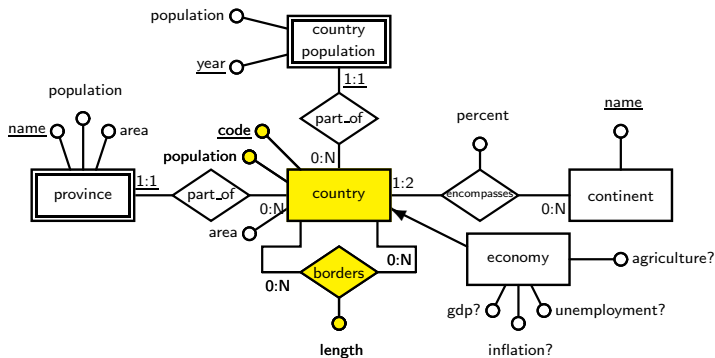 population
country
population
year
1:1
population
name
area
code
part_of
percent
name
population
0:N
province
1:1
part_of
country
1:2
encompasses
continent
0:N
0:N
area
economy
agriculture?
borders
0:N
0:N
gdp?
unemployment?
length
inflation?